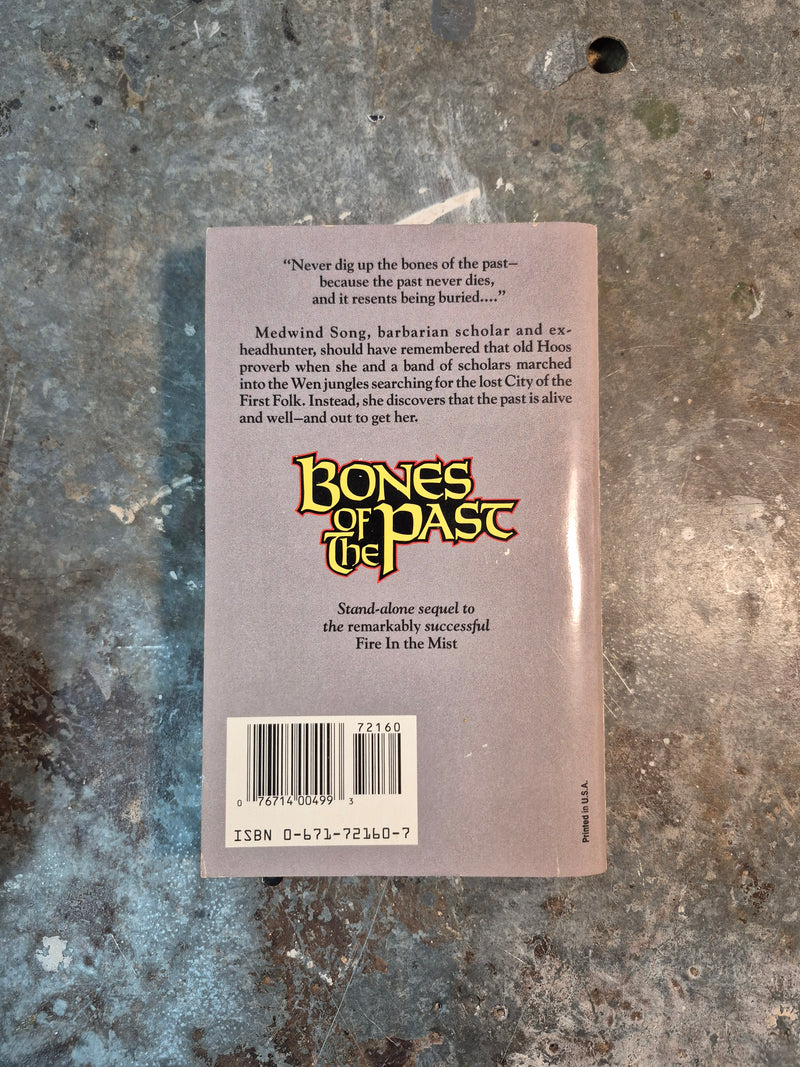 “Never dig up the bones of the past—
because the past never dies,
and it resents being buried....”
Medwind Song, barbarian scholar and ex-
headhunter, should have remembered that old Hoos
proverb when she and a band of scholars marched
into the Wen jungles searching for the lost City of the
First Folk. Instead, she discovers that the past is alive
and well—and out to get her.
BONES
OF
The PAST
Stand-alone sequel to
the remarkably successful
Fire In the Mist
72160
0 76714 00499 3
ISBN 0-671-72160-7
Printed in U.S.A.